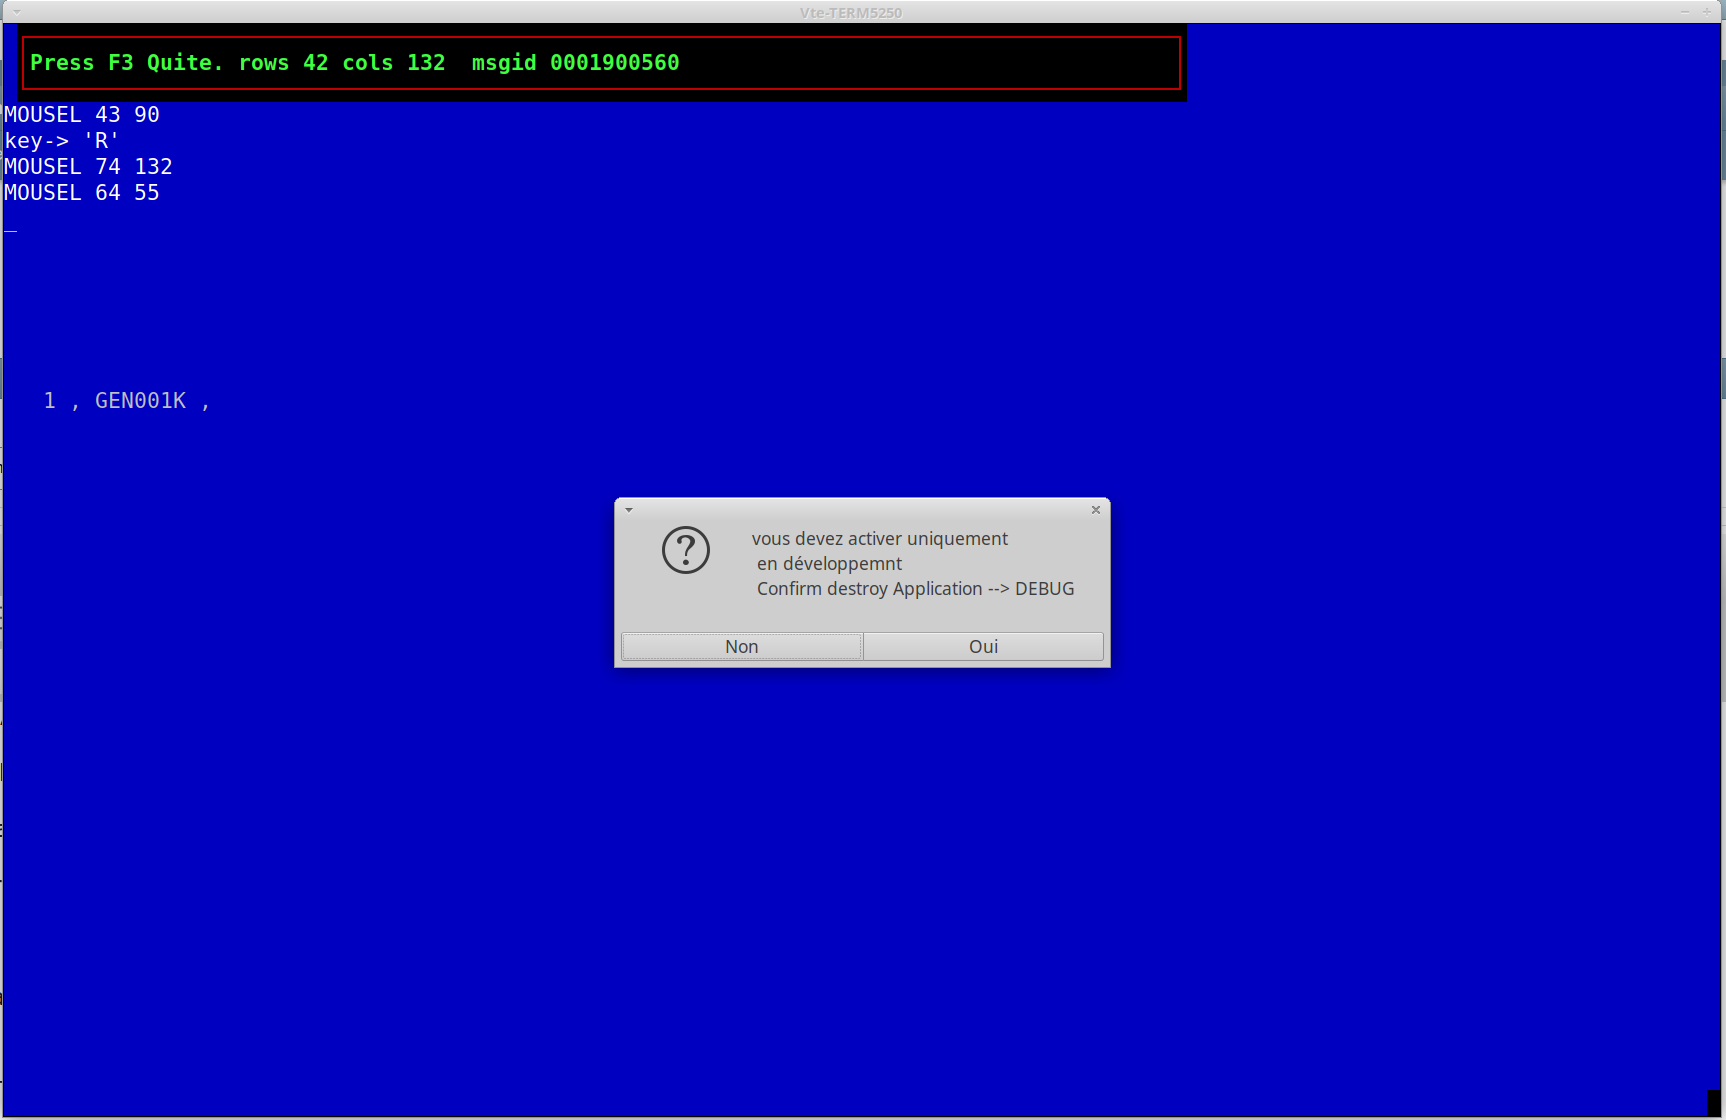 Vte-TERM5250
Press F3 Quite. rows 42 cols 132  msgid 0001900560
MOUSEL 43 90
key-> 'R'
MOUSEL 74 132
MOUSEL 64 55
_
1 , GEN001K ,
vous devez activer uniquement
en développemnt
Confirm destroy Application --> DEBUG
Non
Oui